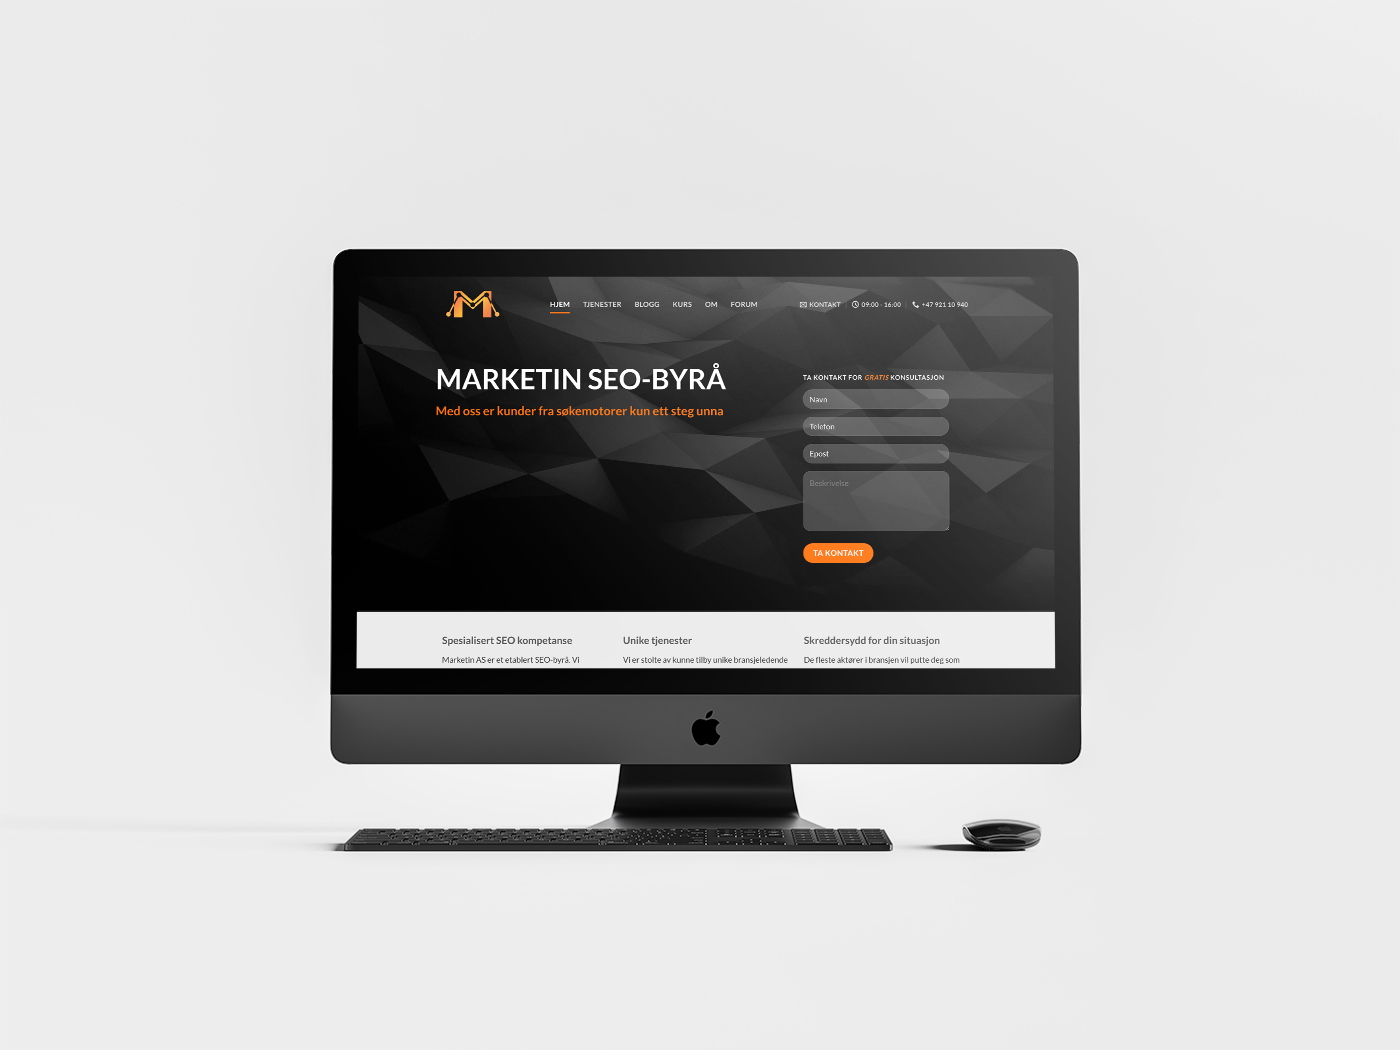 M
HJEM TJENESTER BLOGG KURS OM FORUM KONTAKT 09:00 - 16:00 +47 921 10 940
MARKETIN SEO-BYRÅ
Med oss er kunder fra søkemotorer kun ett steg unna
TA KONTAKT FOR GRATIS KONSULTASJON
Navn
Telefon
Epost
Beskrivelse
TA KONTAKT
Spesialisert SEO kompetanse
Marketin AS er et etablert SEO-byrå. Vi
Unike tjenester
Vi er stolte av kunne tilby unike bransjeledende
Skreddersydd for din situasjon
De fleste aktører i bransjen vil putte deg som